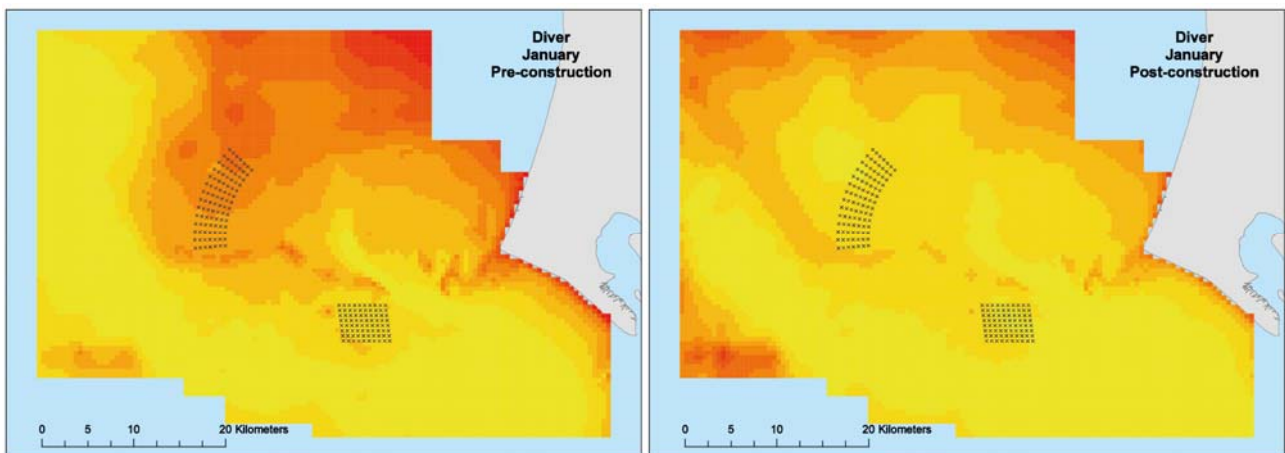 Diver
January
Pre-construction
0 5 10 20 Kilometers
Diver
January
Post-construction
0 5 10 20 Kilometers